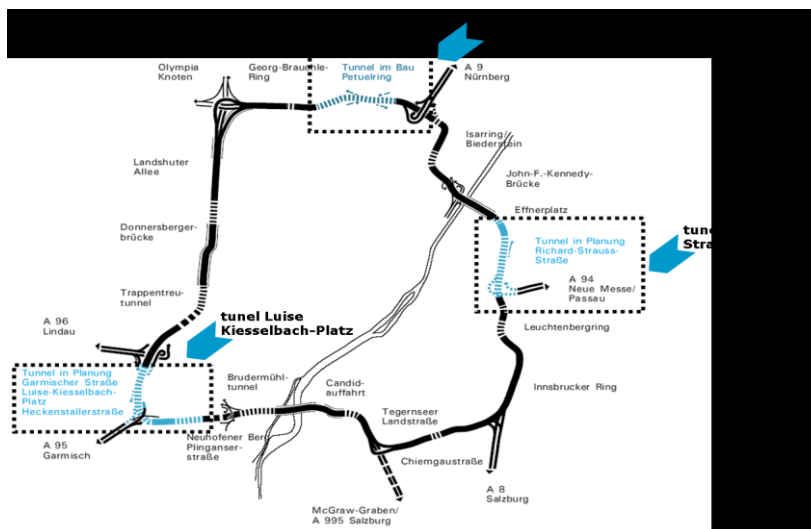 Olympia
Knoten
Georg-Brauchle-
Ring
Tunnel im Bau
Petuelring
A 9
Nürnberg
Isarring/
Biederstein
Landshuter
Allee
John-F.-Kennedy-
Brücke
Effnerplatz
Donnersberger-
brücke
Tunnel in Planung
Richard-Strauss-
Straße
A 94
Neue Messe/
Passau
Trappentreu-
tunnel
tunel Luise
Kiesselbach-Platz
A 96
Lindau
Leuchtenbergring
Tunnel in Planung
Garmischer Straße
Luise-Kiesselbach-
Platz
Heckenstallerstraße
Brudermühl-
tunnel
Candid-
auffahrt
Innsbrucker Ring
Tegernseer
Landstraße
A 95
Garmisch
Neuhofener Berg
Plinganser-
straße
Chiemgaustraße
A 8
Salzburg
McGraw-Graben/
A 995 Salzburg